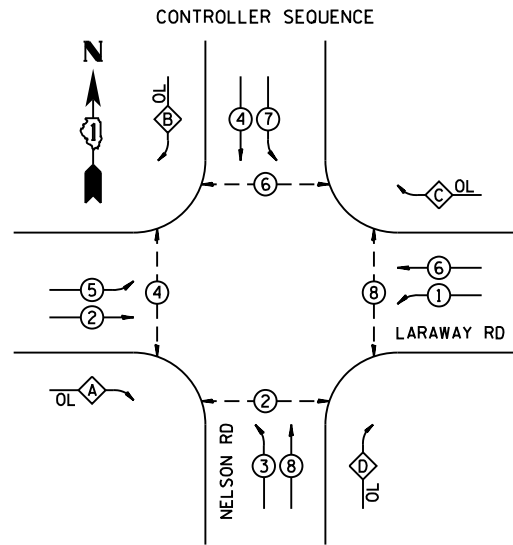 CONTROLLER SEQUENCE
N
1
OL
B
4
7
6
C
OL
5
2
4
8
6
1
LARAWAY RD
OL
A
2
NELSON RD
3
8
D
OL